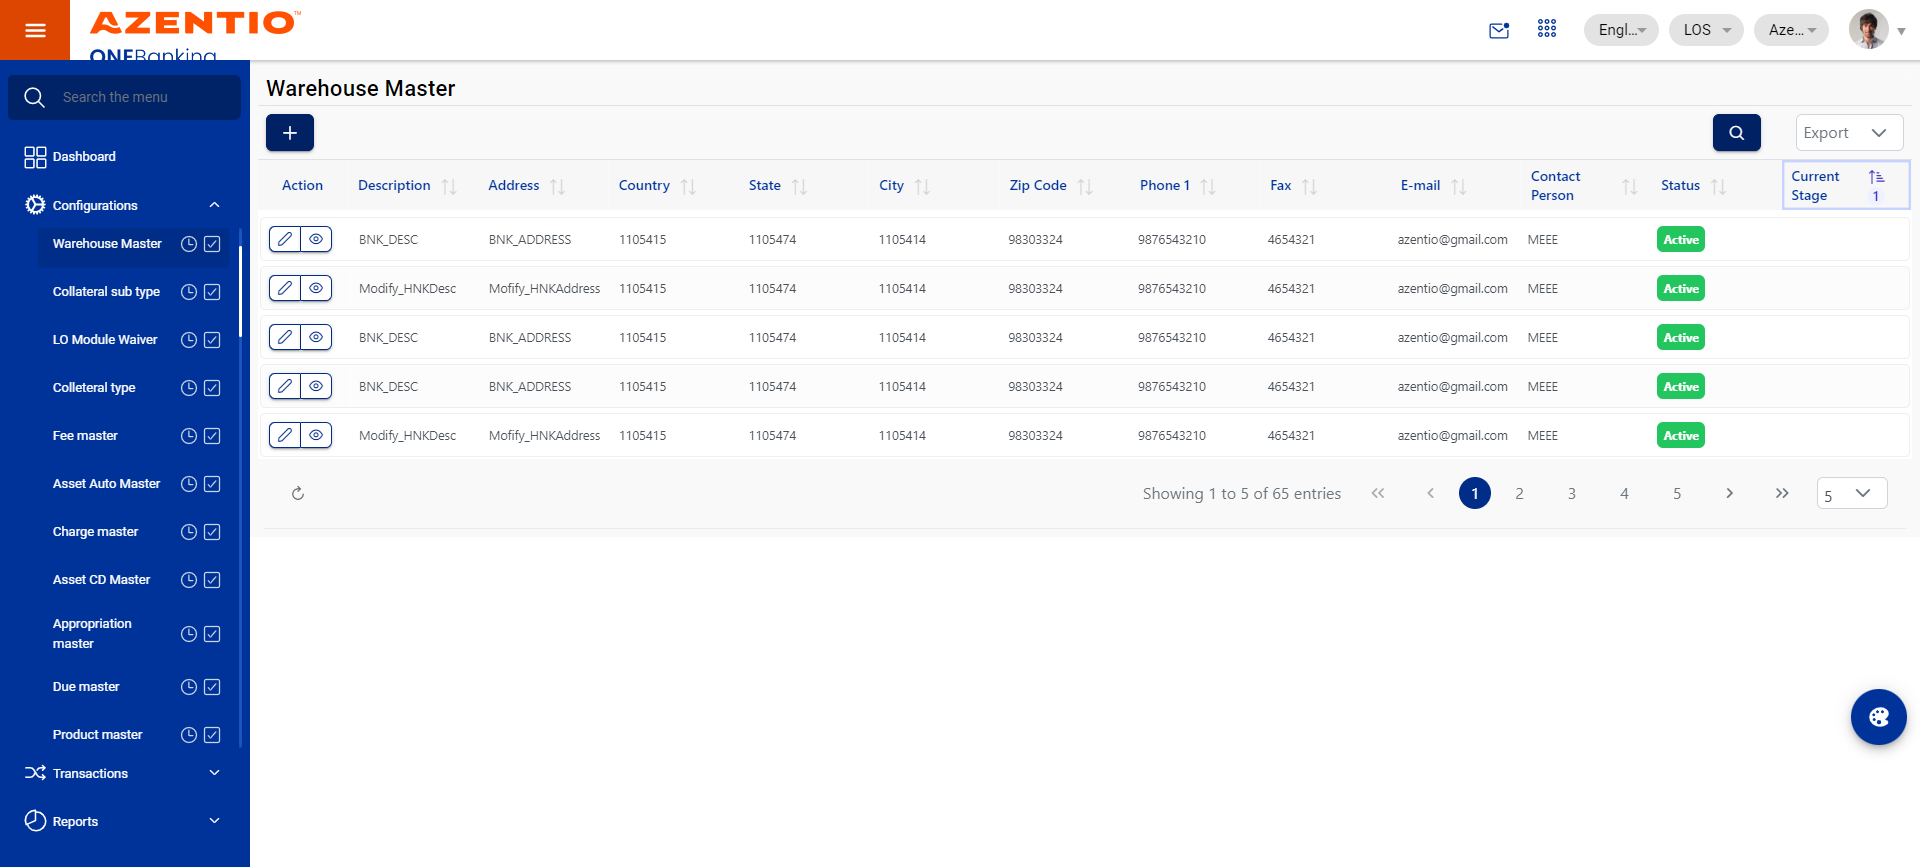 AZENTIO™
ONEBanking
Engl...
LOS
Aze...
Search the menu
Dashboard
Configurations
Warehouse Master
Collateral sub type
LO Module Waiver
Colleteral type
Fee master
Asset Auto Master
Charge master
Asset CD Master
Appropriation
master
Due master
Product master
Transactions
Reports
Warehouse Master
+
Export
Action Description Address Country State City Zip Code Phone 1 Fax E-mail Contact Person Status Current Stage 1
BNK_DESC BNK_ADDRESS 1105415 1105474 1105414 98303324 9876543210 4654321 azentio@gmail.com MEEE Active
Modify_HNKDesc Mofify_HNKAddress 1105415 1105474 1105414 98303324 9876543210 4654321 azentio@gmail.com MEEE Active
BNK_DESC BNK_ADDRESS 1105415 1105474 1105414 98303324 9876543210 4654321 azentio@gmail.com MEEE Active
BNK_DESC BNK_ADDRESS 1105415 1105474 1105414 98303324 9876543210 4654321 azentio@gmail.com MEEE Active
Modify_HNKDesc Mofify_HNKAddress 1105415 1105474 1105414 98303324 9876543210 4654321 azentio@gmail.com MEEE Active
Showing 1 to 5 of 65 entries 1 2 3 4 5 5